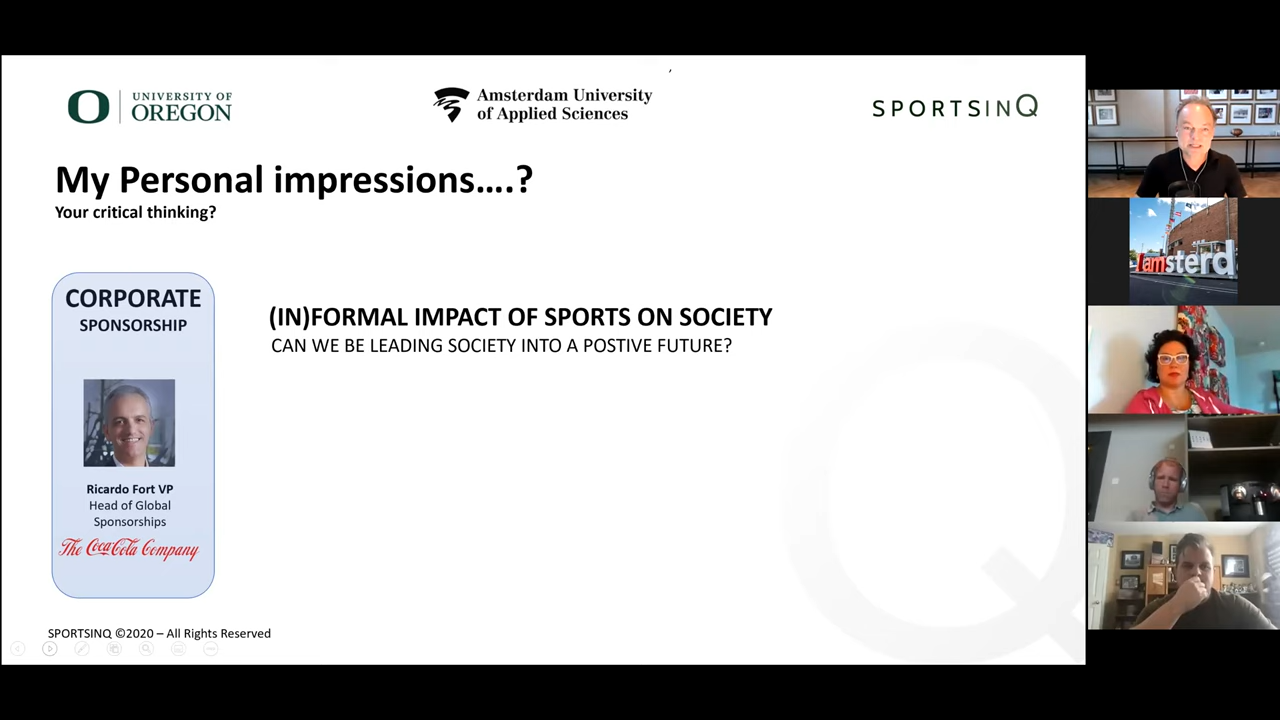 UNIVERSITY OF
OREGON
Amsterdam University
of Applied Sciences
SPORTSINQ
My Personal impressions….?
Your critical thinking?
CORPORATE
SPONSORSHIP
(IN)FORMAL IMPACT OF SPORTS ON SOCIETY
CAN WE BE LEADING SOCIETY INTO A POSTIVE FUTURE?
Ricardo Fort VP
Head of Global
Sponsorships
The Coca-Cola Company
SPORTSINQ ©2020 – All Rights Reserved
I amsterd